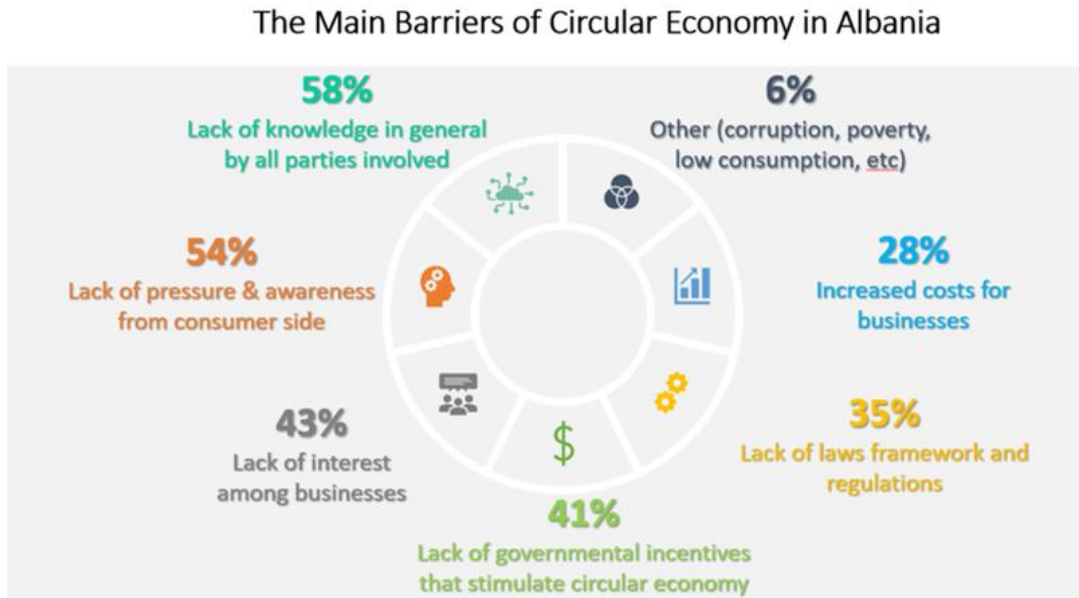 The Main Barriers of Circular Economy in Albania
58%
Lack of knowledge in general
by all parties involved
6%
Other (corruption, poverty,
low consumption, etc)
54%
Lack of pressure & awareness
from consumer side
28%
Increased costs for
businesses
43%
Lack of interest
among businesses
35%
Lack of laws framework and
regulations
$
41%
Lack of governmental incentives
that stimulate circular economy